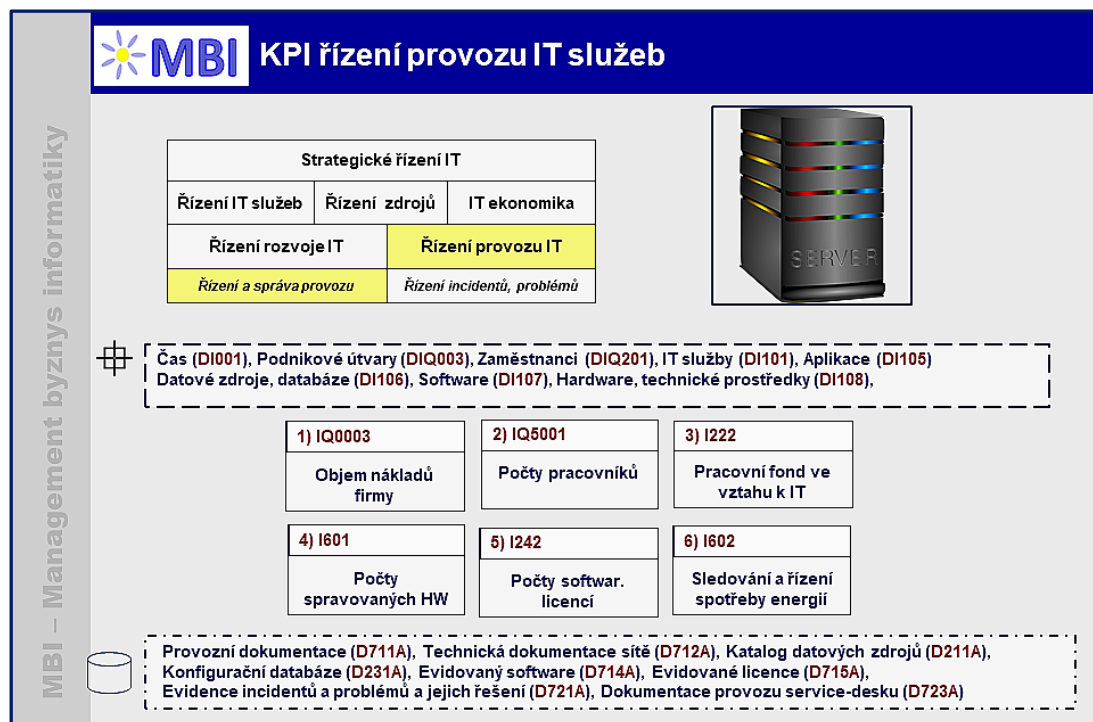 MBI
KPI řízení provozu IT služeb
MBI – Management byznys informatiky
Strategické řízení IT
Řízení IT služeb
Řízení zdrojů
IT ekonomika
Řízení rozvoje IT
Řízení provozu IT
Řízení a správa provozu
Řízení incidentů, problémů
SERVER
Čas (DI001), Podnikové útvary (DIQ003), Zaměstnanci (DIQ201), IT služby (DI101), Aplikace (DI105)
Datové zdroje, databáze (DI106), Software (DI107), Hardware, technické prostředky (DI108),
1) IQ0003
Objem nákladů
firmy
2) IQ5001
Počty pracovníků
3) I222
Pracovní fond ve
vztahu k IT
4) I601
Počty
spravovaných HW
5) I242
Počty softwar.
licencí
6) I602
Sledování a řízení
spotřeby energií
Provozní dokumentace (D711A), Technická dokumentace sítě (D712A), Katalog datových zdrojů (D211A),
Konfigurační databáze (D231A), Evidovaný software (D714A), Evidované licence (D715A),
Evidence incidentů a problémů a jejich řešení (D721A), Dokumentace provozu service-desku (D723A)